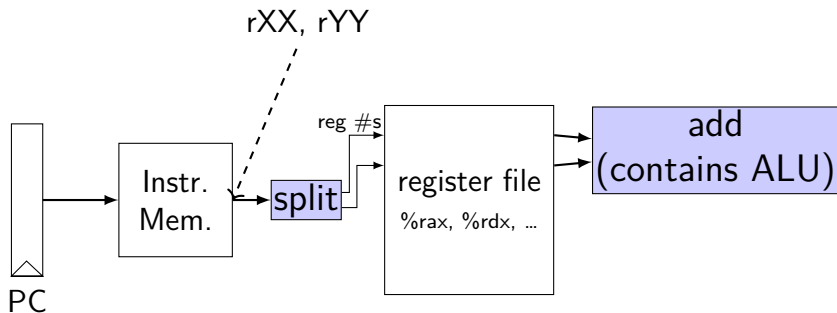 rXX, rYY
PC
Instr.
Mem.
split
reg #s
register file
%rax, %rdx, ...
add
(contains ALU)